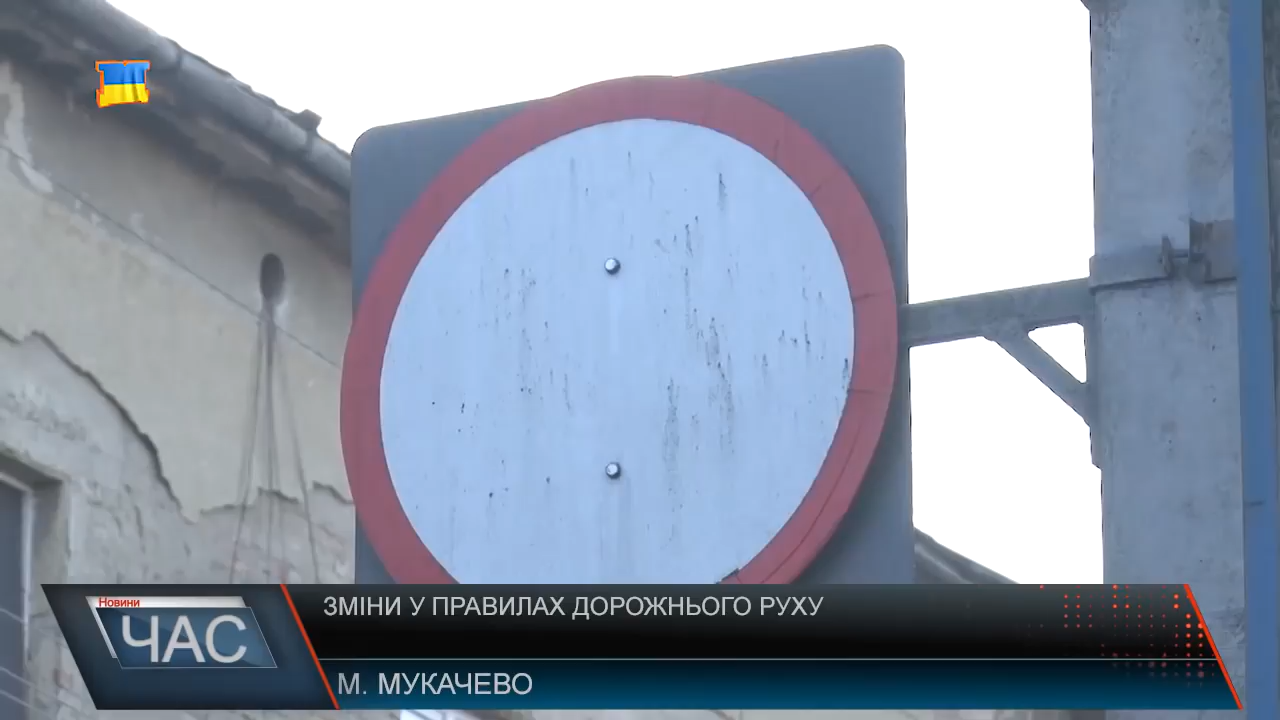 ЗМІНИ У ПРАВИЛАХ ДОРОЖНЬОГО РУХУ
Новини
ЧАС
М. МУКАЧЕВО